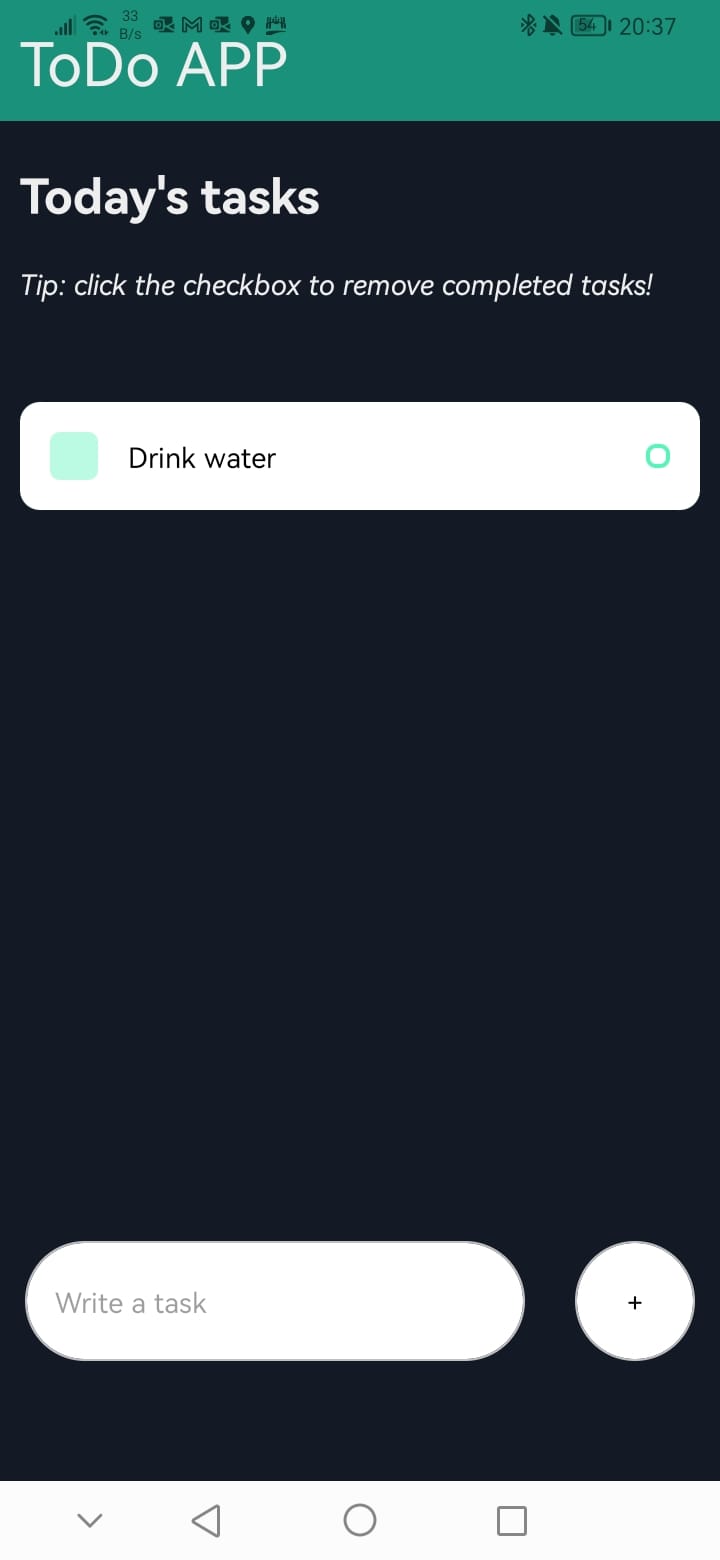 33
B/s
54
20:37
ToDo APP
Today's tasks
Tip: click the checkbox to remove completed tasks!
Drink water
Write a task
+